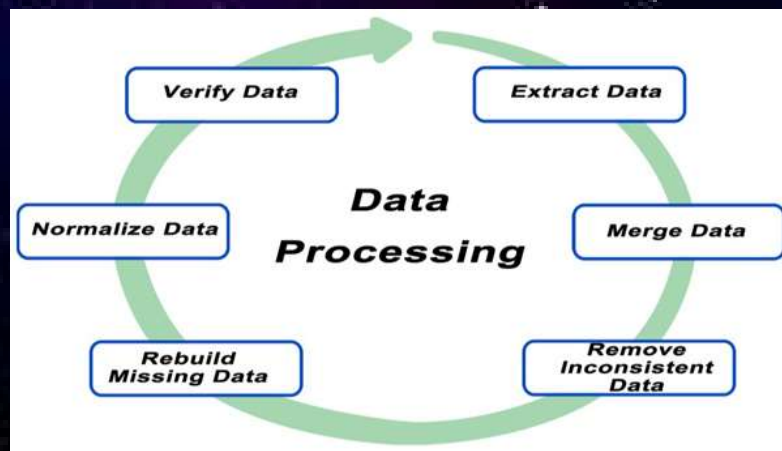 Data
Processing
Extract Data
Merge Data
Remove
Inconsistent
Data
Rebuild
Missing Data
Normalize Data
Verify Data